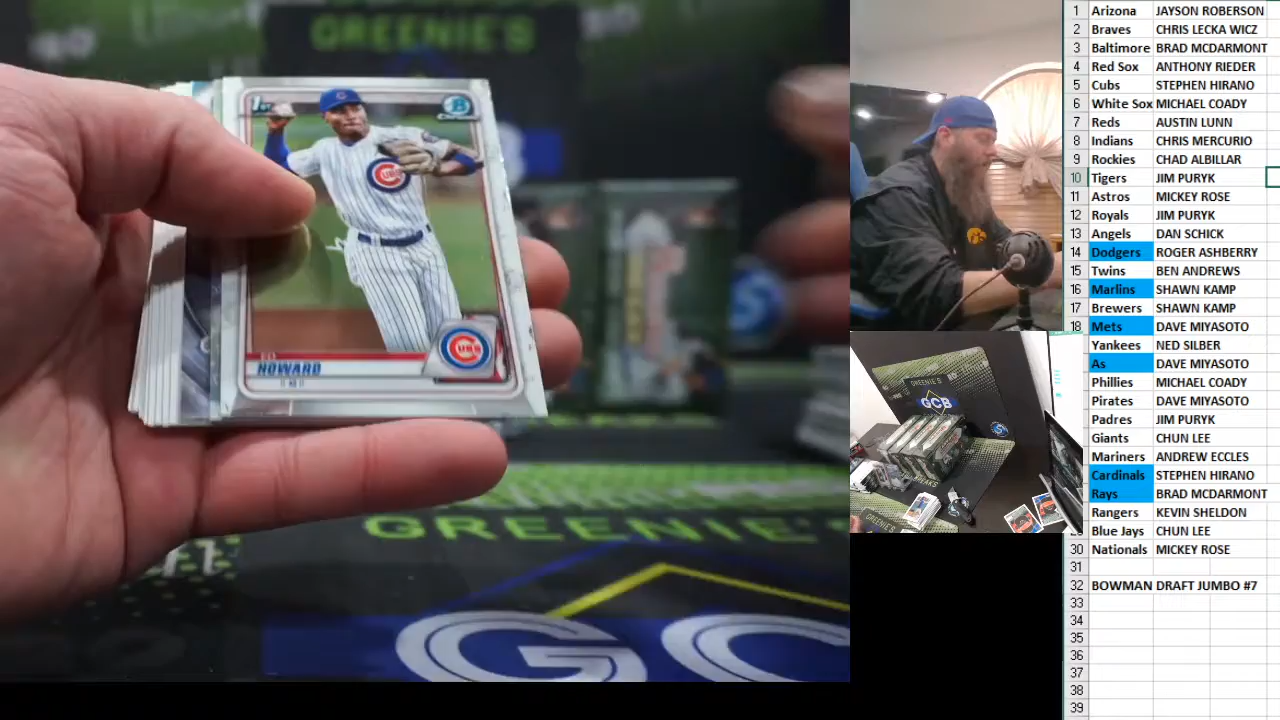 GREENIE'S
1ST
B
CUBS
ED
HOWARD
CUBS
GREENIE'S
GC
GREENIE'S
GCB
1 Arizona JAYSON ROBERSON
2 Braves CHRIS LECKA WICZ
3 Baltimore BRAD MCDARMONT
4 Red Sox ANTHONY RIEDER
5 Cubs STEPHEN HIRANO
6 White Sox MICHAEL COADY
7 Reds AUSTIN LUNN
8 Indians CHRIS MERCURIO
9 Rockies CHAD ALBILLAR
10 Tigers JIM PURYK
11 Astros MICKEY ROSE
12 Royals JIM PURYK
13 Angels DAN SCHICK
14 Dodgers ROGER ASHBERRY
15 Twins BEN ANDREWS
16 Marlins SHAWN KAMP
17 Brewers SHAWN KAMP
18 Mets DAVE MIYASOTO
Yankees NED SILBER
As DAVE MIYASOTO
Phillies MICHAEL COADY
Pirates DAVE MIYASOTO
Padres JIM PURYK
Giants CHUN LEE
Mariners ANDREW ECCLES
Cardinals STEPHEN HIRANO
Rays BRAD MCDARMONT
Rangers KEVIN SHELDON
Blue Jays CHUN LEE
30 Nationals MICKEY ROSE
31
32 BOWMAN DRAFT JUMBO #7
33
34
35
36
37
38
39